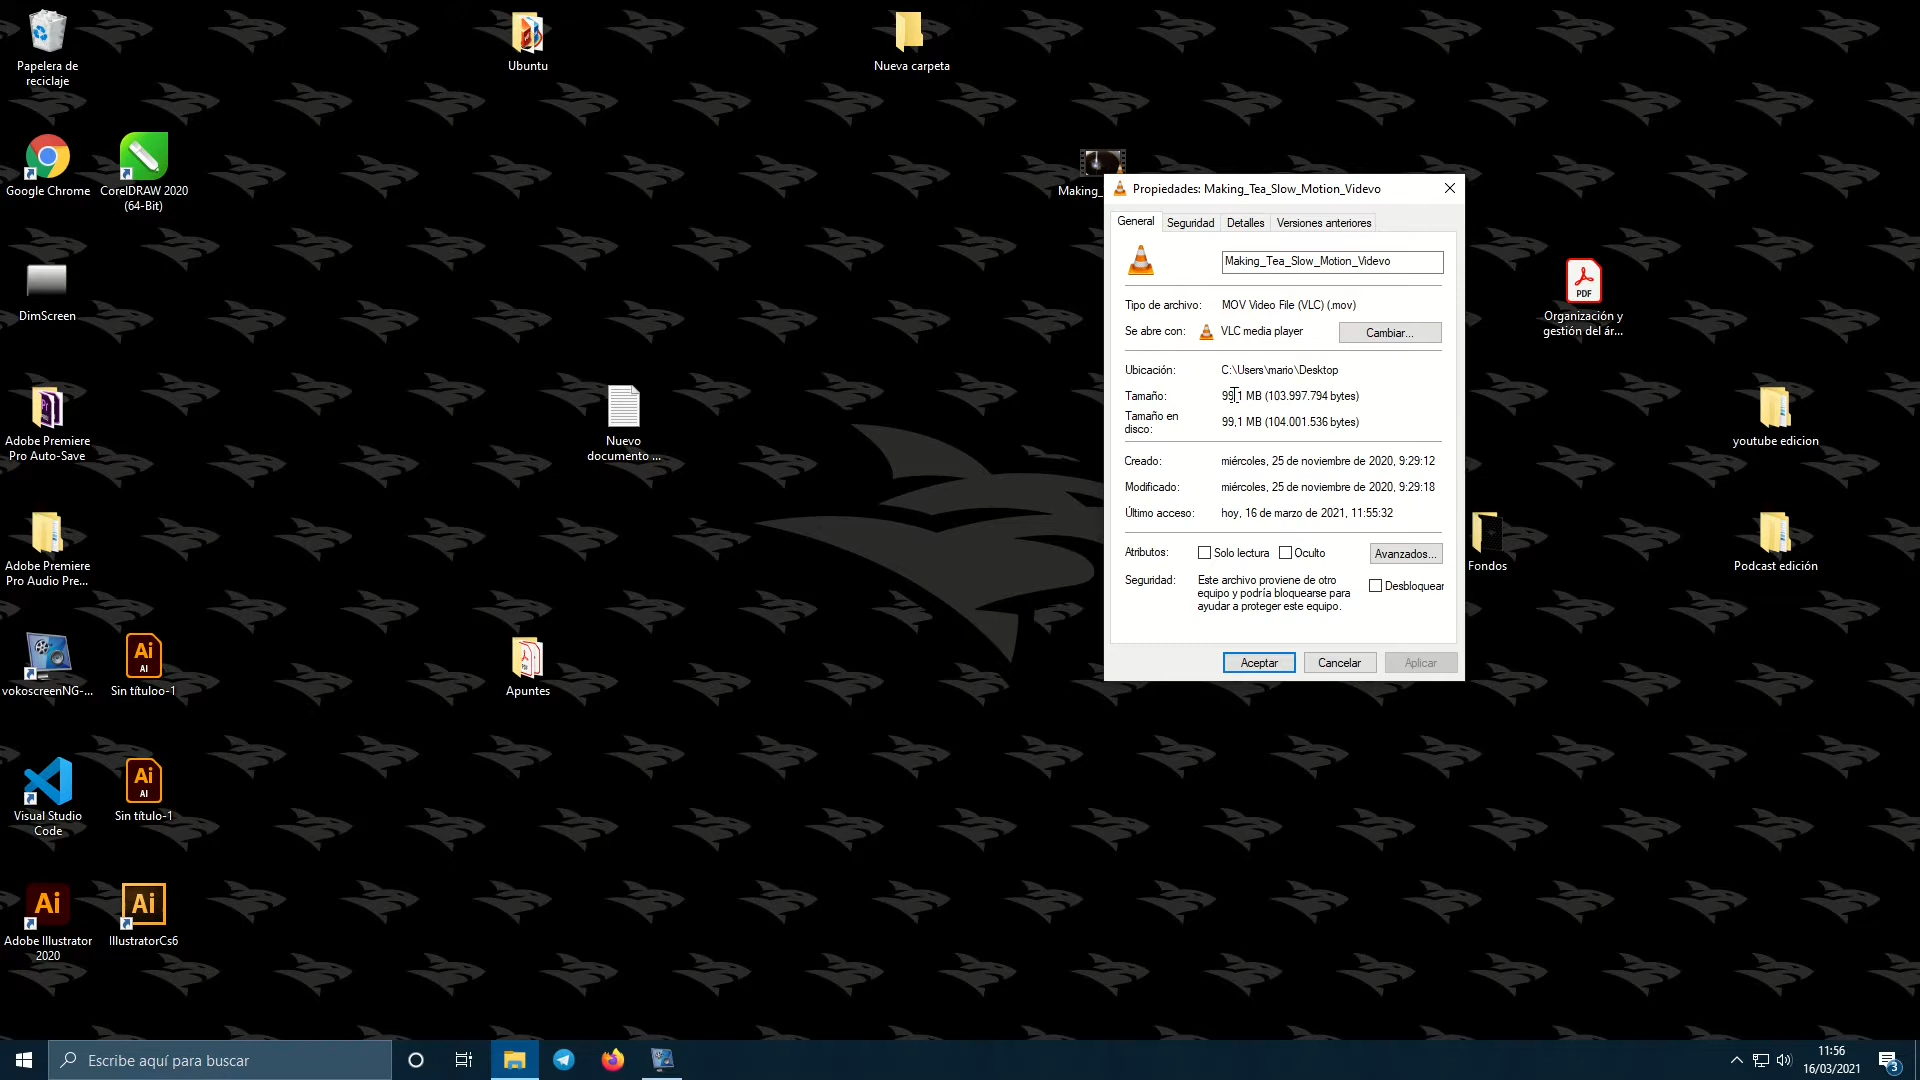 Papelera de
reciclaje
Ubuntu
Nueva carpeta
Google Chrome
CorelDRAW 2020
(64-Bit)
Making_
Propiedades: Making_Tea_Slow_Motion_Videvo
General
Seguridad
Detalles
Versiones anteriores
Making_Tea_Slow_Motion_Videvo
Tipo de archivo:
MOV Video File (VLC) (.mov)
Se abre con:
VLC media player
Cambiar...
Ubicación:
C:\Users\mario\Desktop
Tamaño:
99,1 MB (103.997.794 bytes)
Tamaño en
disco:
99,1 MB (104.001.536 bytes)
Creado:
miércoles, 25 de noviembre de 2020, 9:29:12
Modificado:
miércoles, 25 de noviembre de 2020, 9:29:18
Último acceso:
hoy, 16 de marzo de 2021, 11:55:32
Atributos:
Solo lectura
Oculto
Avanzados...
Seguridad:
Este archivo proviene de otro
equipo y podría bloquearse para
ayudar a proteger este equipo.
Desbloquear
Aceptar
Cancelar
Aplicar
DimScreen
PDF
Organización y
gestión del ár...
Adobe Premiere
Pro Auto-Save
Nuevo
documento ...
youtube edicion
Adobe Premiere
Pro Audio Pre...
Fondos
Podcast edición
vokoscreenNG-...
Ai
AI
Sin títuloo-1
Apuntes
Visual Studio
Code
Ai
AI
Sin título-1
Ai
Adobe Illustrator
2020
Ai
IllustratorCs6
Escribe aquí para buscar
11:56
16/03/2021
3